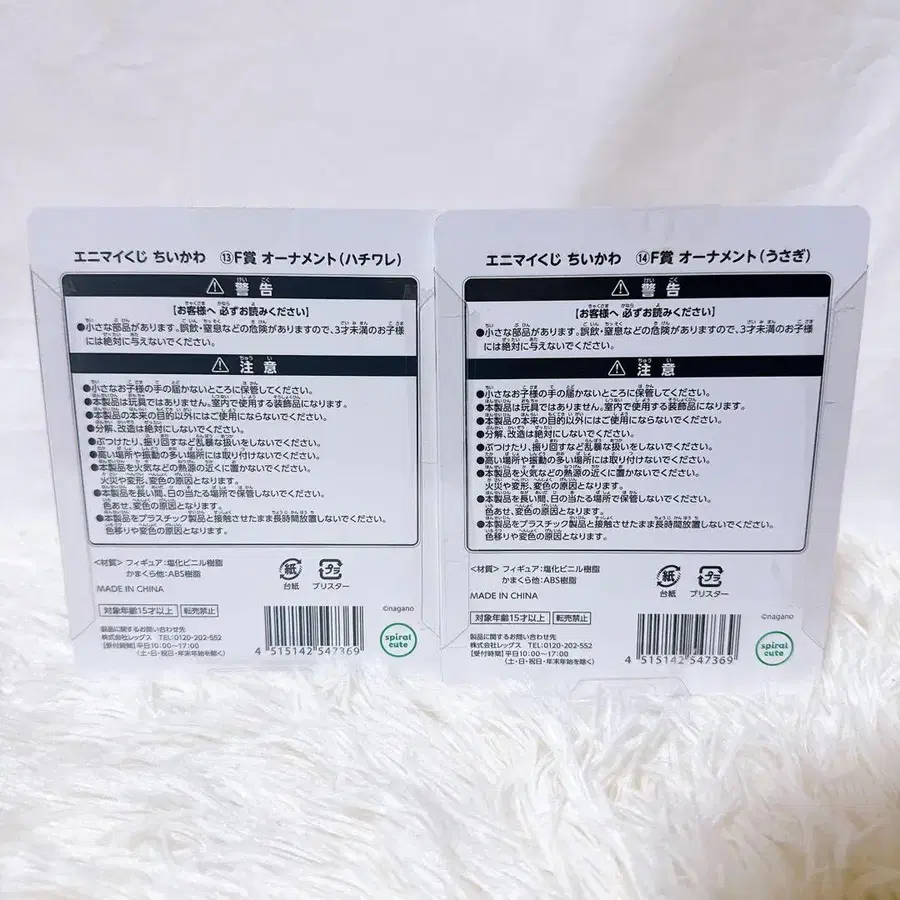 エニマイくじ ちいかわ ⑬F賞 オーナメント(ハチワレ)
⚠ 警告
【お客様へ 必ずお読みください】
●小さな部品があります。誤飲・窒息などの危険がありますので、3才未満のお子様
には絶対に与えないでください。
⚠ 注意
●小さなお子様の手の届かないところに保管してください。
●本製品は玩具ではありません。室内で使用する装飾品になります。
●本製品の本来の目的以外にはご使用にならないでください。
●分解、改造は絶対にしないでください。
●ぶつけたり、振り回すなど乱暴な扱いをしないでください。
●高い場所や振動の多い場所には取り付けないでください。
●本製品を火気などの熱源の近くに置かないでください。
火災や変形、変色の原因となります。
●本製品を長い間、日の当たる場所で保管しないでください。
色あせ、変色の原因となります。
●本製品をプラスチック製品と接触させたまま長時間放置しないでください。
色移りや変色の原因となります。
<材質> フィギュア:塩化ビニル樹脂
かまくら他:ABS樹脂
紙
台紙
プラ
ブリスター
MADE IN CHINA
対象年齢15才以上 転売禁止
©nagano
製品に関するお問い合わせ先
株式会社レッグス TEL:0120-202-552
【受付時間】平日10:00~17:00
(土・日・祝日・年末年始を除く)
4 515142 547369
spiral
cute
エニマイくじ ちいかわ ⑭F賞 オーナメント(うさぎ)
⚠ 警告
【お客様へ 必ずお読みください】
●小さな部品があります。誤飲・窒息などの危険がありますので、3才未満のお子様
には絶対に与えないでください。
⚠ 注意
●小さなお子様の手の届かないところに保管してください。
●本製品は玩具ではありません。室内で使用する装飾品になります。
●本製品の本来の目的以外にはご使用にならないでください。
●分解、改造は絶対にしないでください。
●ぶつけたり、振り回すなど乱暴な扱いをしないでください。
●高い場所や振動の多い場所には取り付けないでください。
●本製品を火気などの熱源の近くに置かないでください。
火災や変形、変色の原因となります。
●本製品を長い間、日の当たる場所で保管しないでください。
色あせ、変色の原因となります。
●本製品をプラスチック製品と接触させたまま長時間放置しないでください。
色移りや変色の原因となります。
<材質> フィギュア:塩化ビニル樹脂
かまくら他:ABS樹脂
紙
台紙
プラ
ブリスター
MADE IN CHINA
対象年齢15才以上 転売禁止
©nagano
製品に関するお問い合わせ先
株式会社レッグス TEL:0120-202-552
【受付時間】平日10:00~17:00
(土・日・祝日・年末年始を除く)
4 515142 547369
spiral
cute